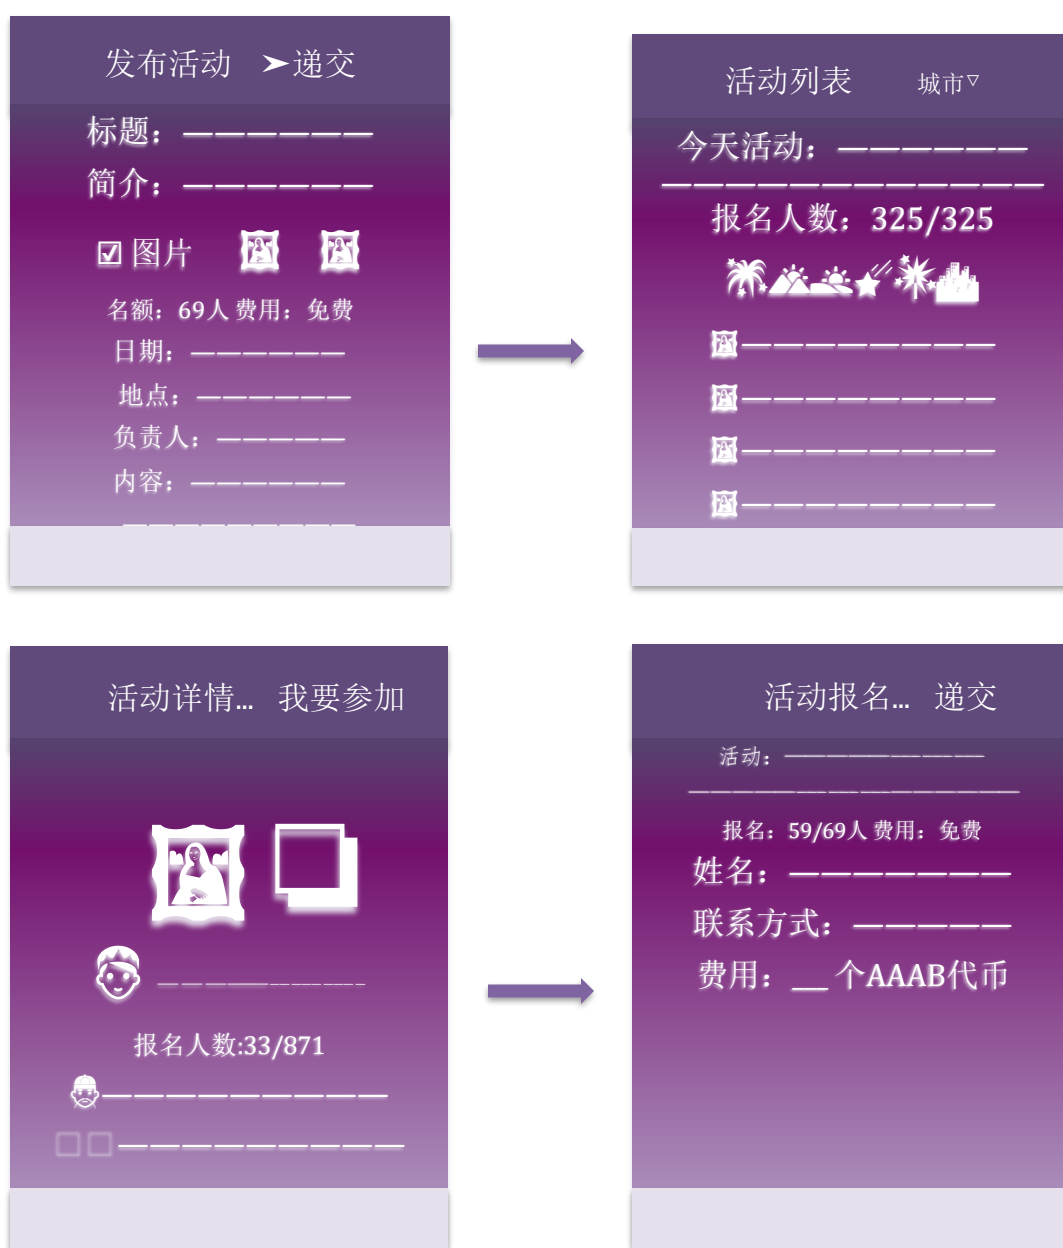 发布活动 ➢递交
标题：——————
简介：——————
☑图片
名额：69人 费用：免费
日期：——————
地点：——————
负责人：—————
内容：——————
—————————
活动列表 城市▽
今天活动：——————
————————————
报名人数：325/325
————————
————————
————————
————————
活动详情... 我要参加
——————————
报名人数:33/871
—————————
□□—————————
活动报名... 递交
活动：——————————
———————————————
报名：59/69人 费用：免费
姓名：———————
联系方式：—————
费用：___ 个AAAB代币